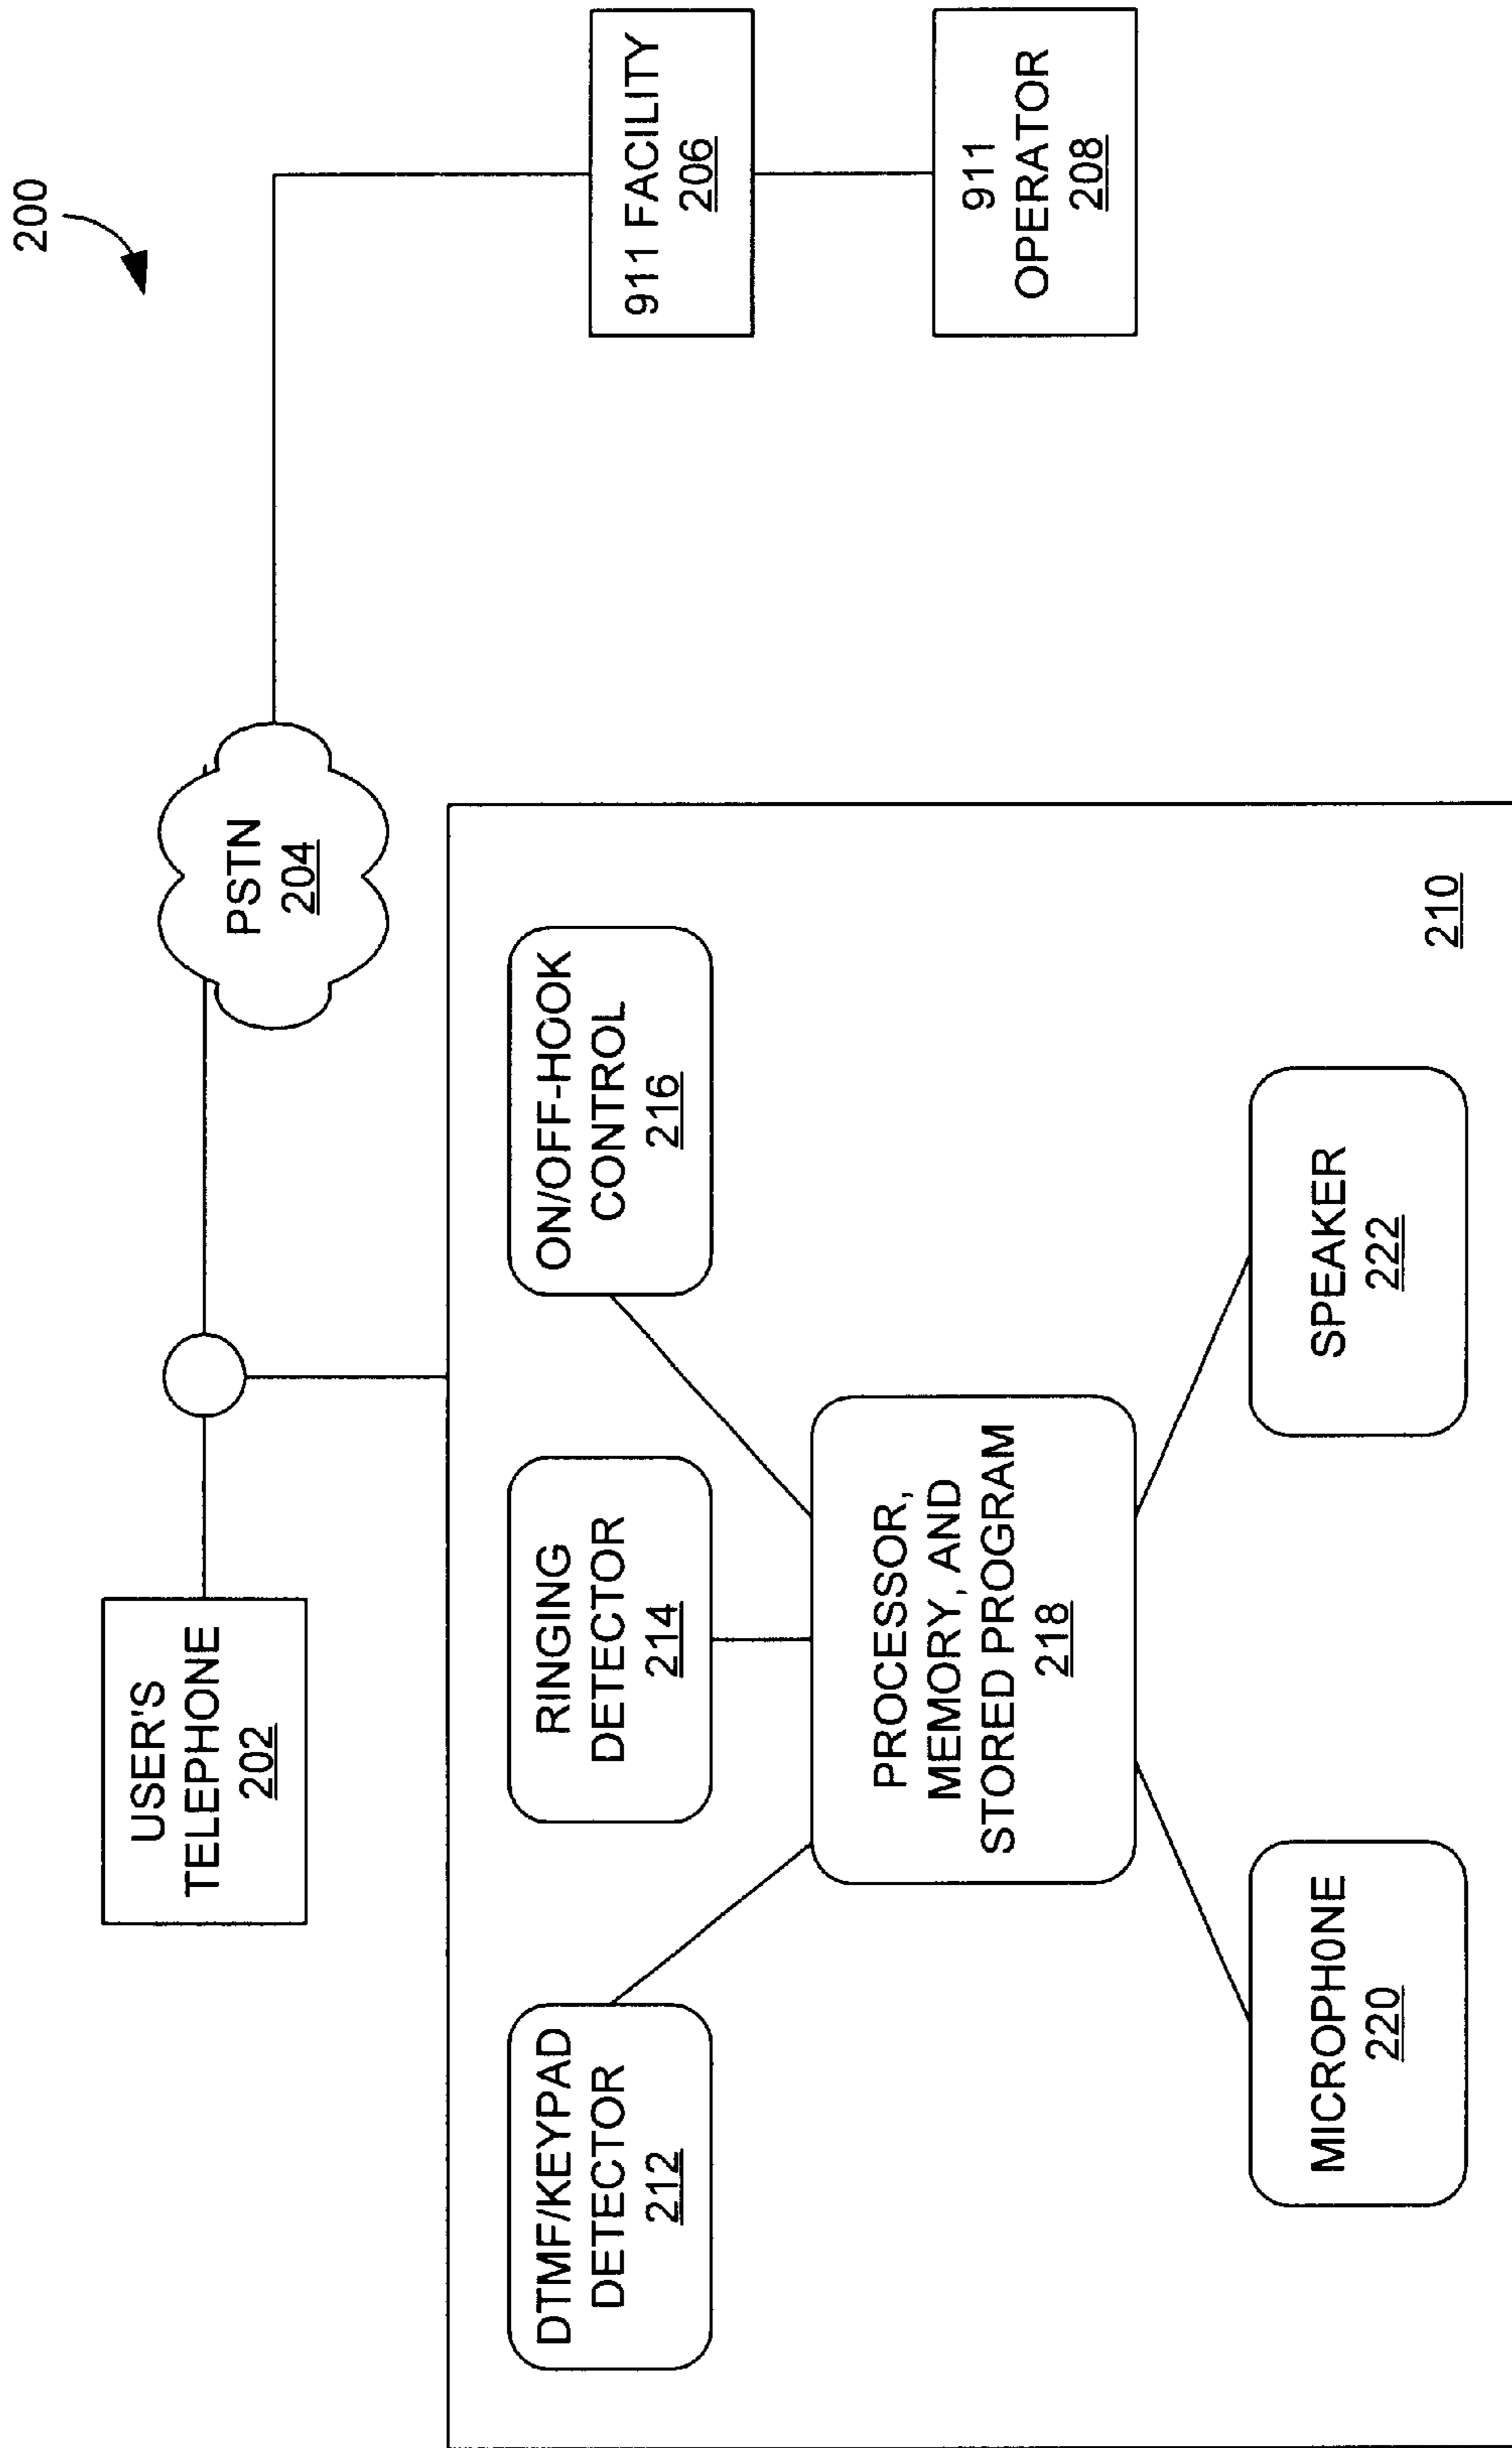 200
USER'S
TELEPHONE
202
PSTN
204
911 FACILITY
206
911
OPERATOR
208
DTMF/KEYPAD
DETECTOR
212
RINGING
DETECTOR
214
ON/OFF-HOOK
CONTROL
216
PROCESSOR,
MEMORY, AND
STORED PROGRAM
218
MICROPHONE
220
SPEAKER
222
210